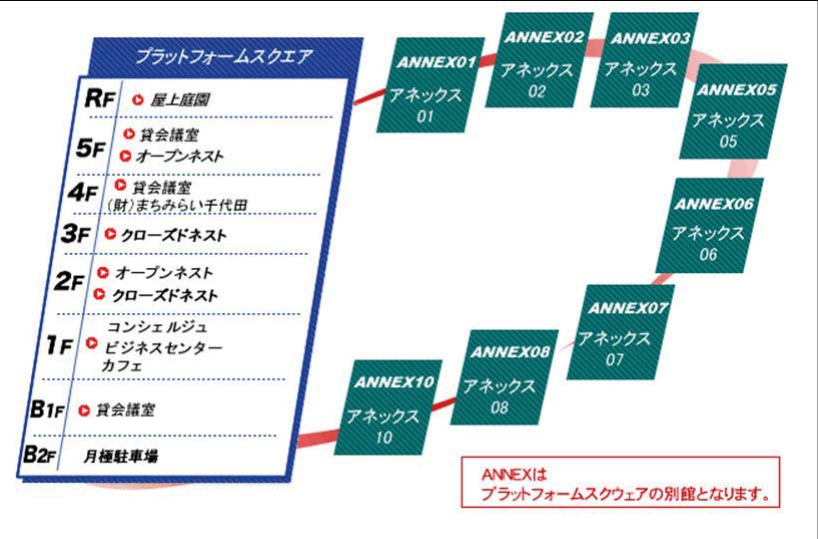 プラットフォームスクエア
RF 屋上庭園
5F 貸会議室
オープンネスト
4F 貸会議室
(財)まちみらい千代田
3F クローズドネスト
2F オープンネスト
クローズドネスト
1F コンシェルジュ
ビジネスセンター
カフェ
B1F 貸会議室
B2F 月極駐車場
ANNEX01
アネックス
01
ANNEX02
アネックス
02
ANNEX03
アネックス
03
ANNEX05
アネックス
05
ANNEX06
アネックス
06
ANNEX07
アネックス
07
ANNEX08
アネックス
08
ANNEX10
アネックス
10
ANNEXは
プラットフォームスクウェアの別館となります。